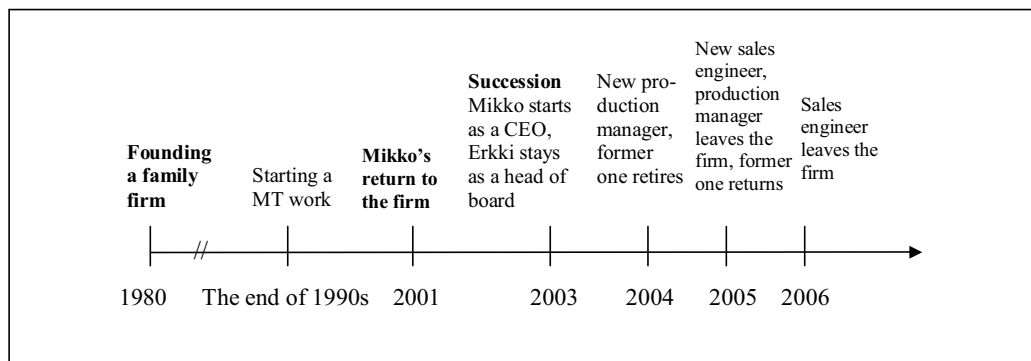 Founding
a family
firm
Starting a
MT work
Mikko's
return to
the firm
Succession
Mikko starts
as a CEO,
Erkki stays
as a head of
board
New pro-
duction
manager,
former
one retires
New sales
engineer,
production
manager
leaves the
firm, former
one returns
Sales
engineer
leaves the
firm
1980
The end of 1990s
2001
2003
2004
2005
2006